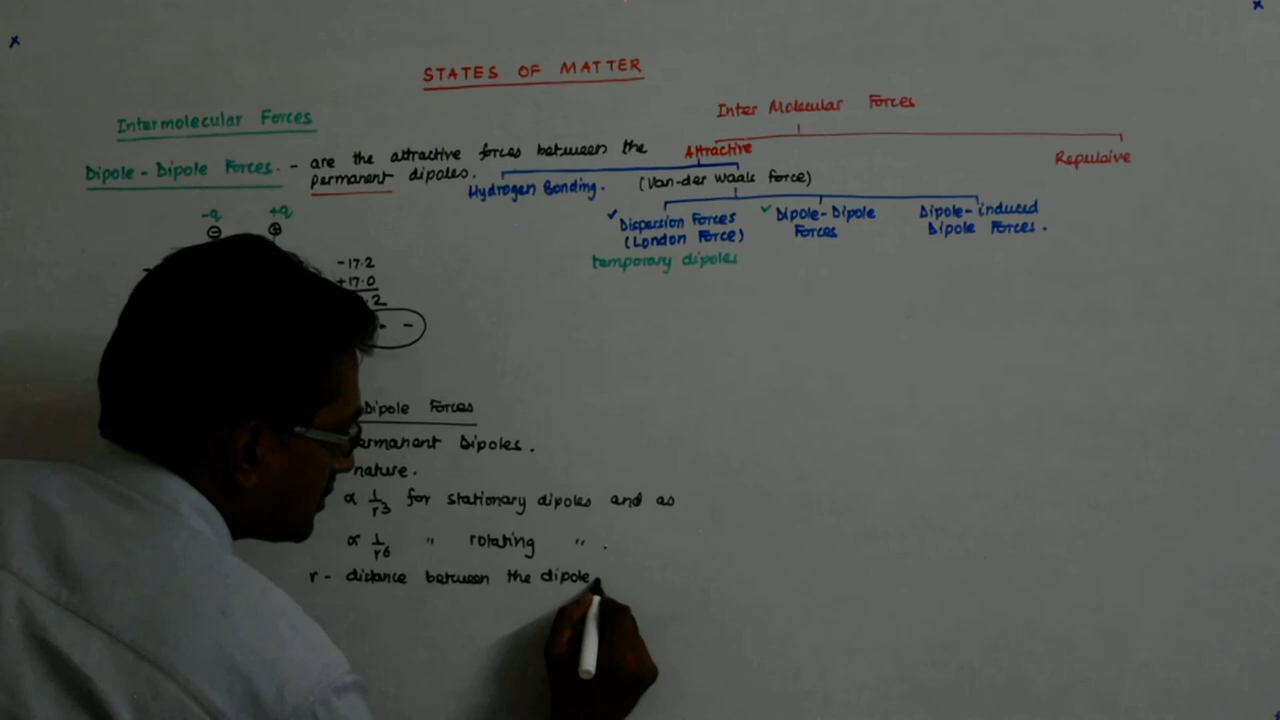 STATES OF MATTER
Intermolecular Forces
Dipole-Dipole Forces. - are the attractive forces between the
permanent dipoles.
-q +q
⊖ ⊕
-17.2
+17.0
.2
Dipole Forces
ermanent Dipoles.
nature.
∝ 1/r3 for stationary dipoles and as
∝ 1/r6 " rotating " .
r - distance between the dipole
Inter Molecular Forces
Attractive
Repulsive
Hydrogen Bonding.
(Van-der Waals Force)
✓ Dispersion Forces
(London Force)
temporary dipoles
✓ Dipole-Dipole
Forces
Dipole-induced
Dipole Forces.